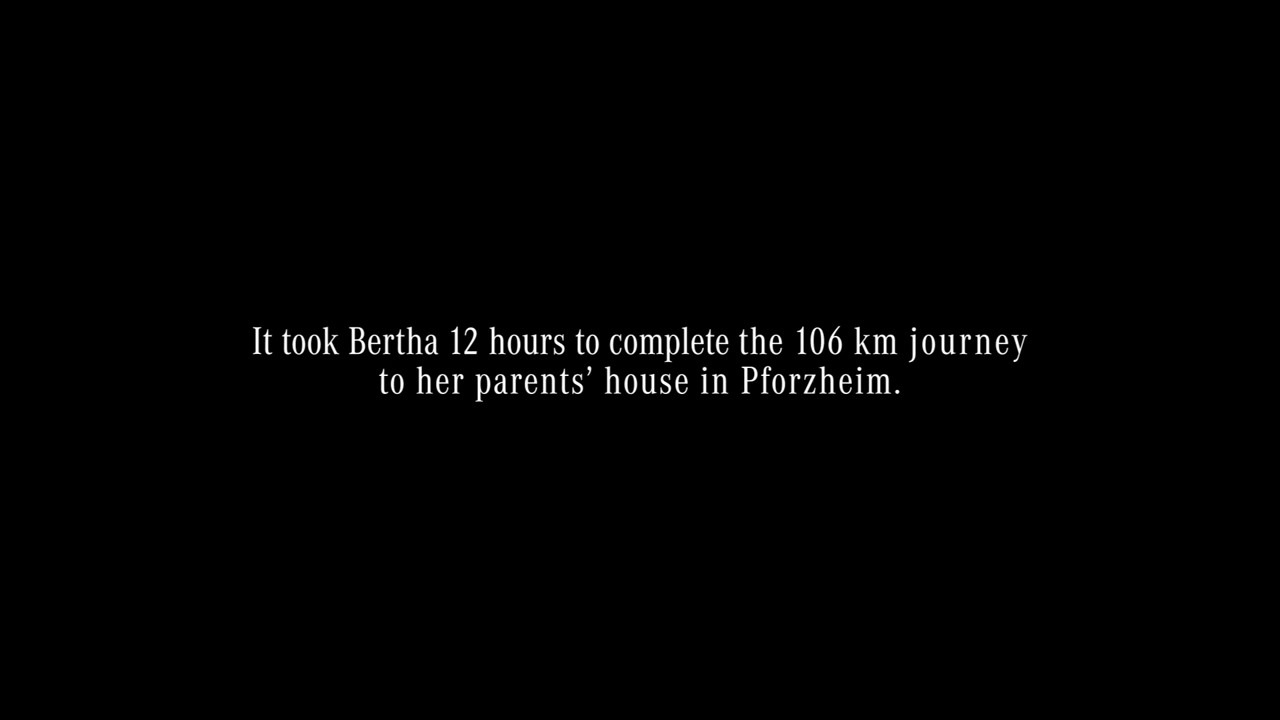 It took Bertha 12 hours to complete the 106 km journey
to her parents’ house in Pforzheim.